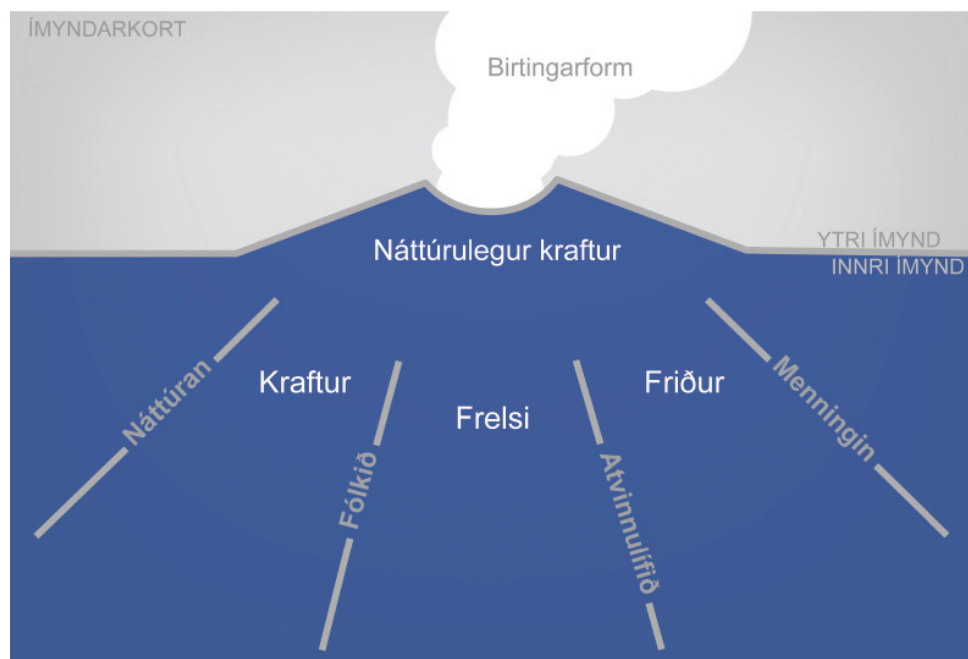 ÍMYNDARKORT
Birtingarform
YTRI ÍMYND
INNRI ÍMYND
Náttúrulegur kraftur
Náttúran
Kraftur
Fólkið
Frelsi
Atvinnulífið
Friður
Menningin